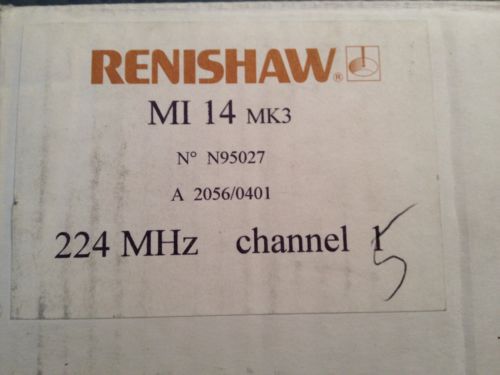 RENISHAW®
MI 14 MK3
N° N95027
A 2056/0401
224 MHz channel 1 5